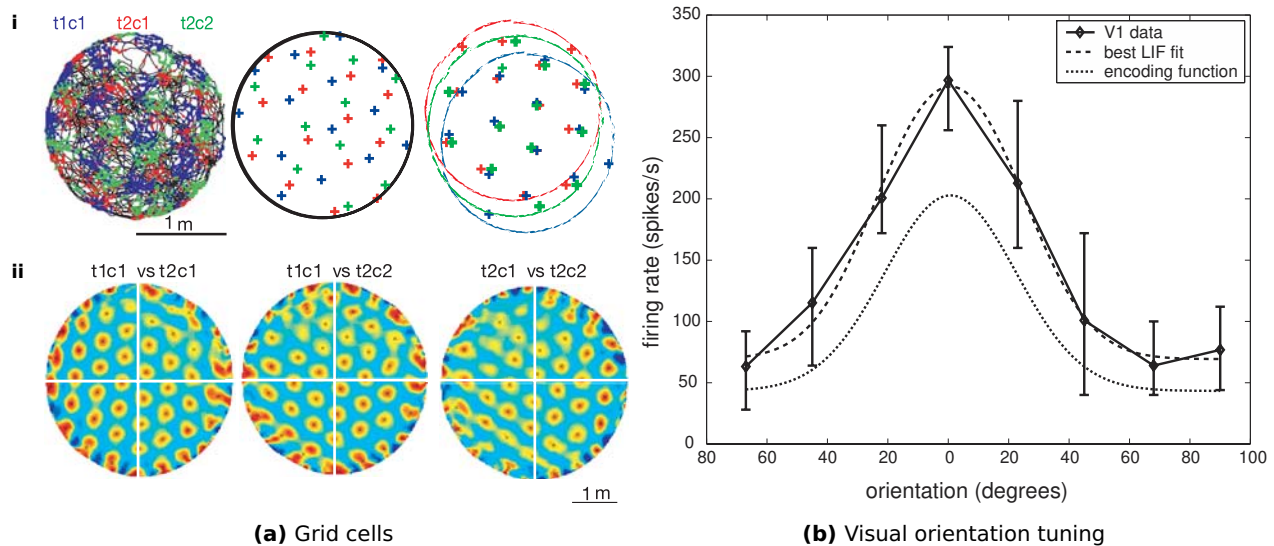 i
t1c1 t2c1 t2c2
1 m
ii
t1c1 vs t2c1
t1c1 vs t2c2
t2c1 vs t2c2
1 m
(a) Grid cells
350
300
250
200
150
100
50
0
firing rate (spikes/s)
V1 data
best LIF fit
encoding function
80 60 40 20 0 20 40 60 80 100
orientation (degrees)
(b) Visual orientation tuning